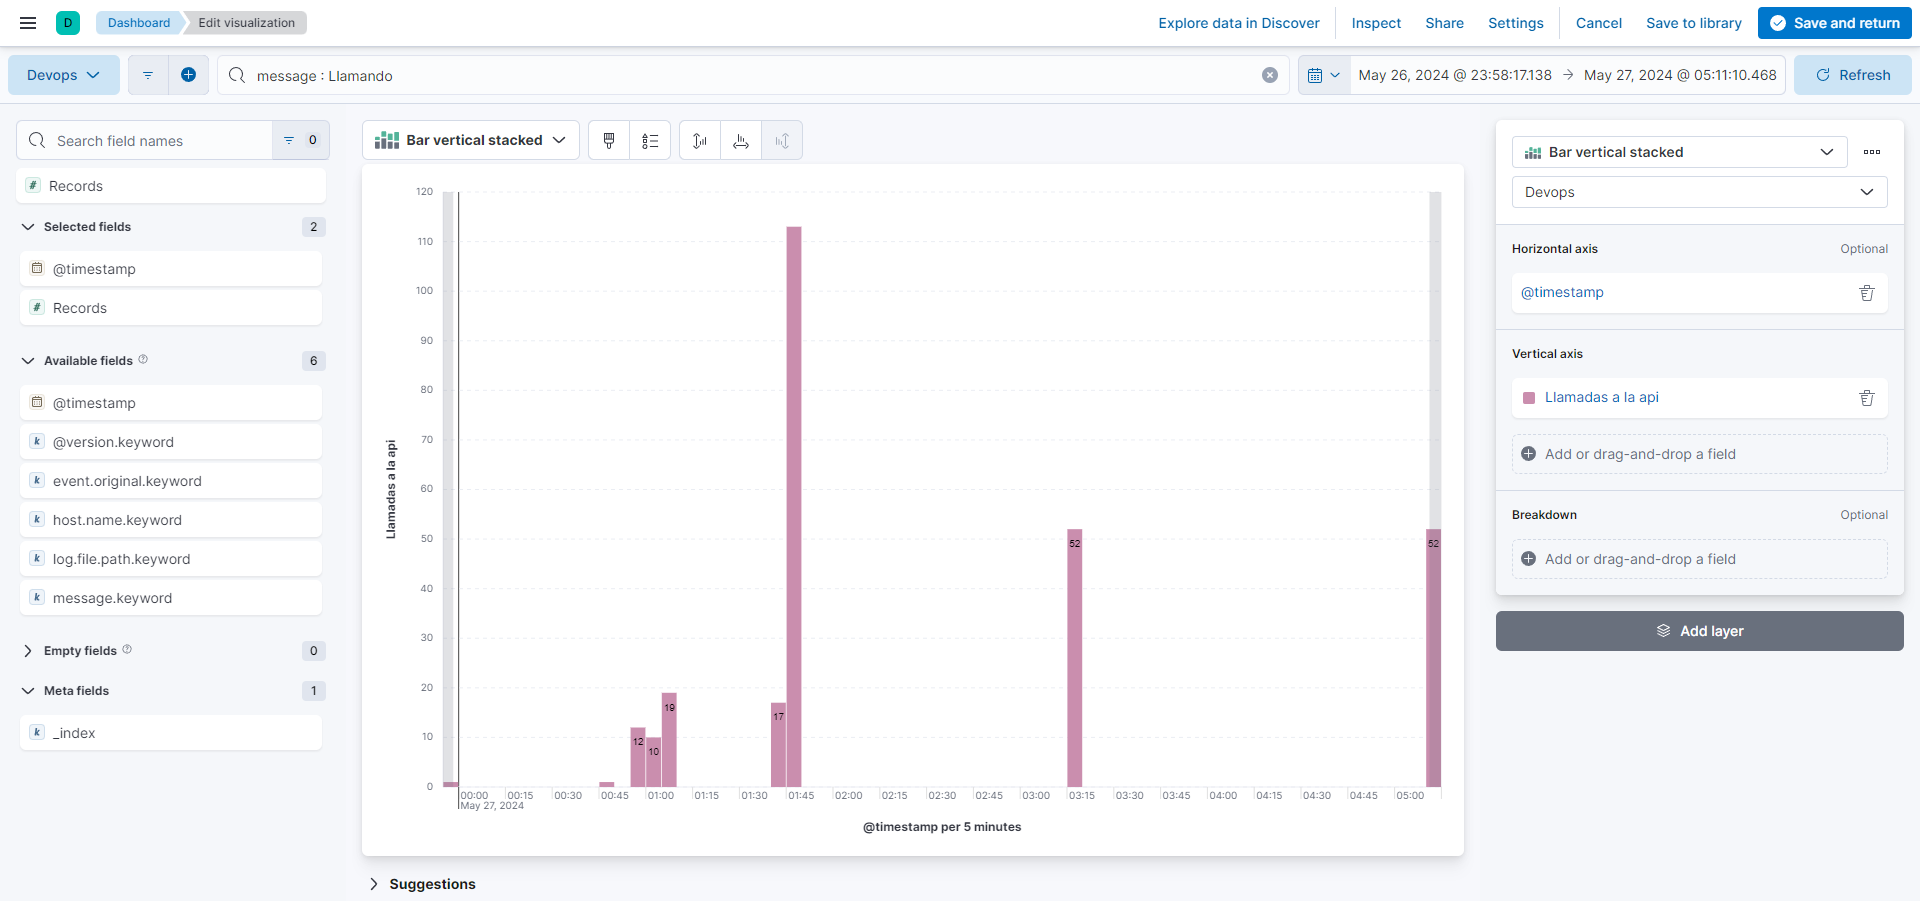 D Dashboard Edit visualization Explore data in Discover Inspect Share Settings Cancel Save to library Save and return
Devops message : Llamando May 26, 2024 @ 23:58:17.138 → May 27, 2024 @ 05:11:10.468 Refresh
Search field names 0
# Records
Selected fields 2
@timestamp
# Records
Available fields 6
@timestamp
k @version.keyword
k event.original.keyword
k host.name.keyword
k log.file.path.keyword
k message.keyword
Empty fields 0
Meta fields 1
k _index
Bar vertical stacked
120
110
100
90
80
70
60
50
40
30
20
10
0
Llamadas a la api
12
10
19
17
52
52
00:00 00:15 00:30 00:45 01:00 01:15 01:30 01:45 02:00 02:15 02:30 02:45 03:00 03:15 03:30 03:45 04:00 04:15 04:30 04:45 05:00
May 27, 2024
@timestamp per 5 minutes
Suggestions
Bar vertical stacked
Devops
Horizontal axis Optional
@timestamp
Vertical axis
Llamadas a la api
Add or drag-and-drop a field
Breakdown Optional
Add or drag-and-drop a field
Add layer